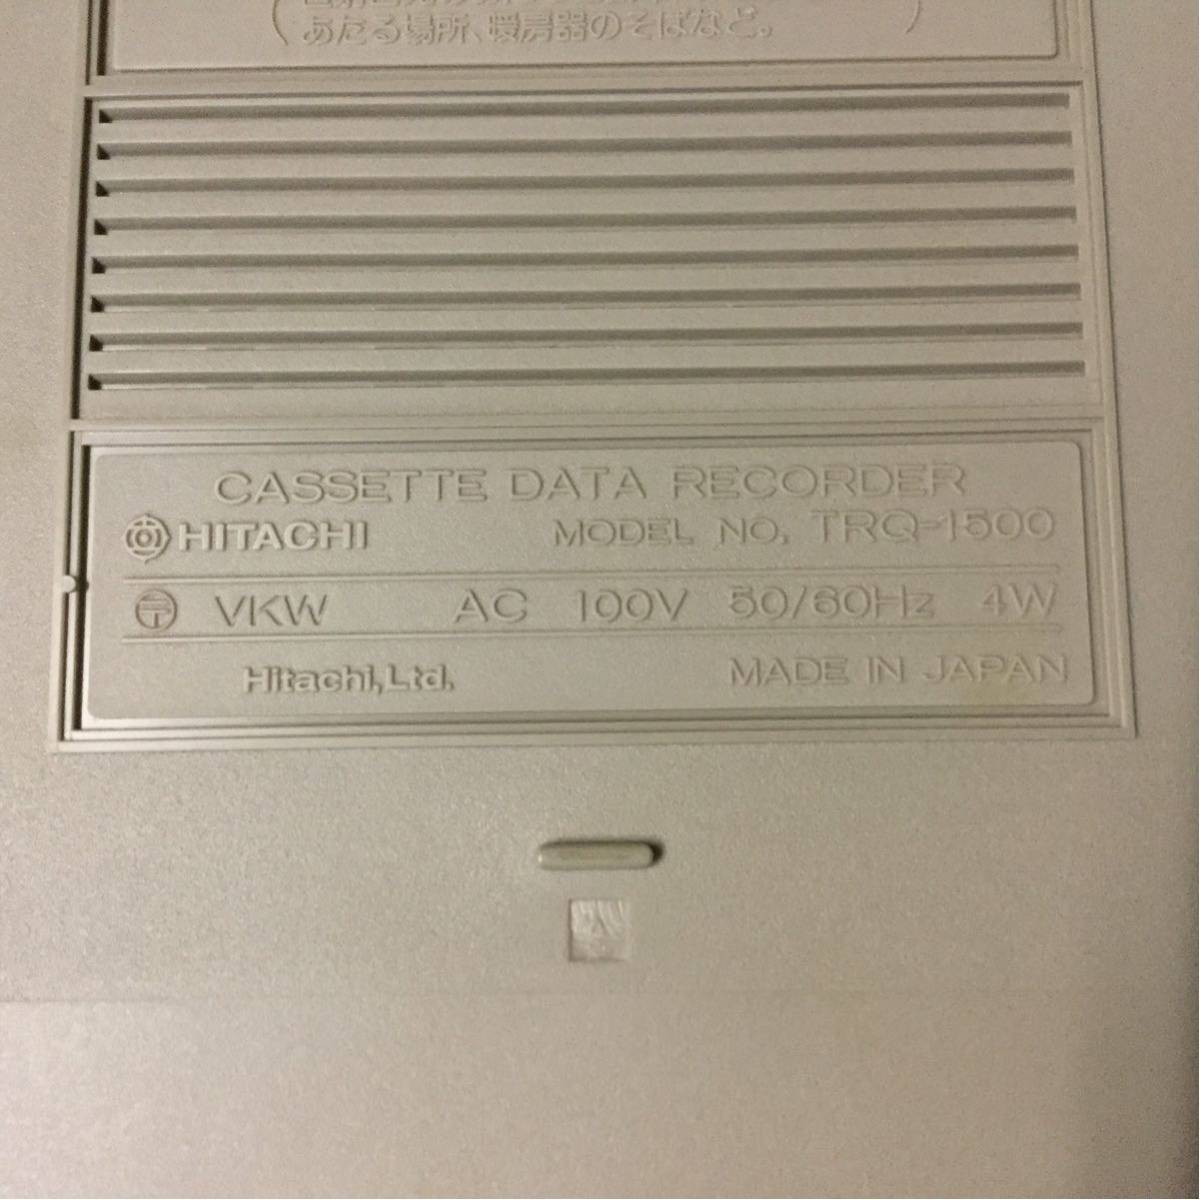 あたる場所、暖房器のそばなど。
CASSETTE DATA RECORDER
HITACHI MODEL NO. TRQ-1500
〒 VKW AC 100V 50/60Hz 4W
Hitachi, Ltd. MADE IN JAPAN